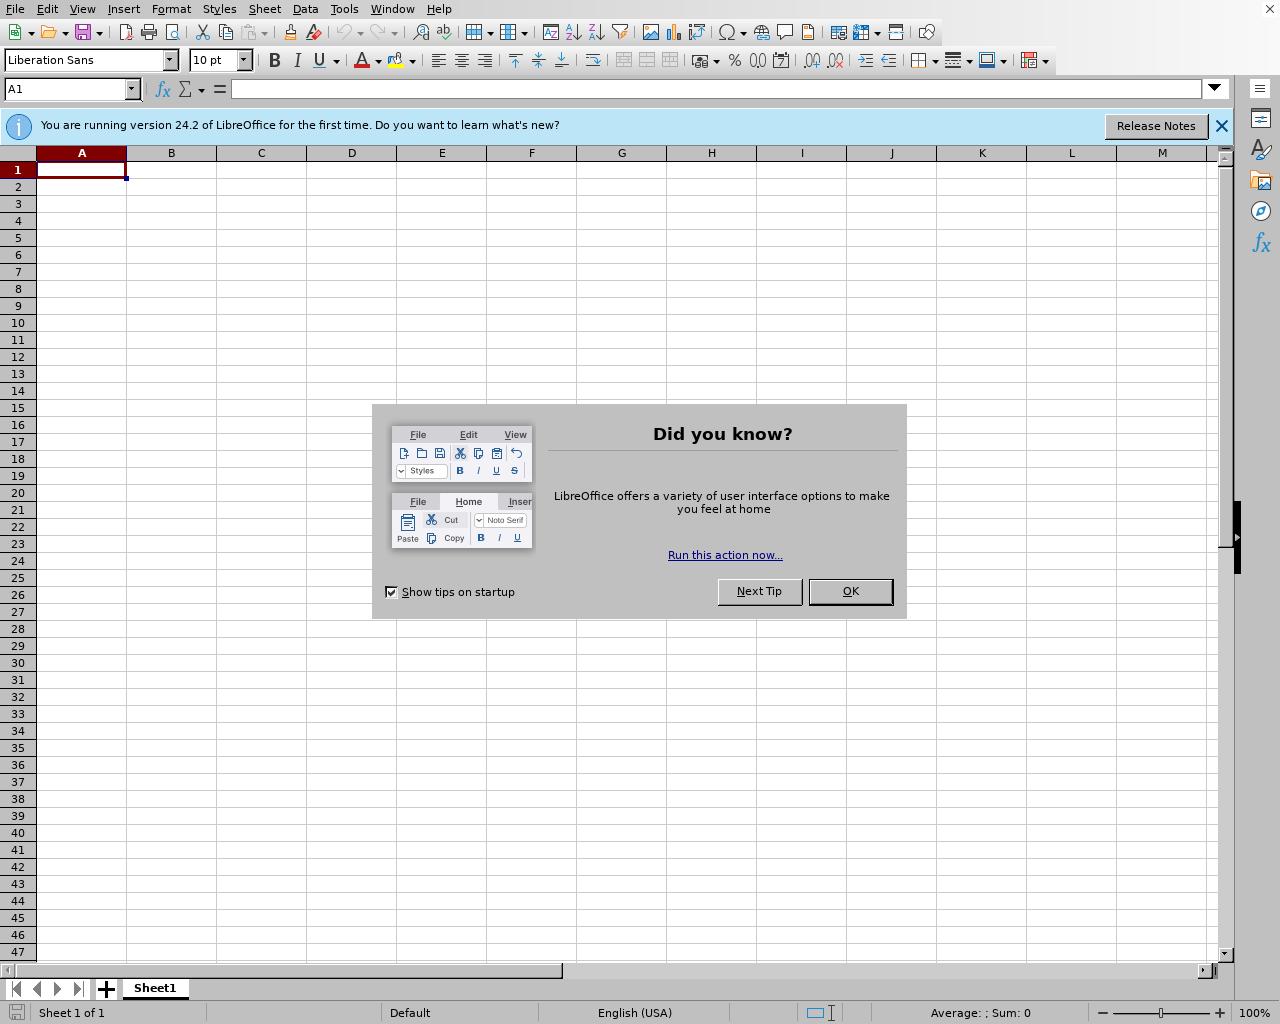 File Edit View Insert Format Styles Sheet Data Tools Window Help
Liberation Sans 10 pt
A1
You are running version 24.2 of LibreOffice for the first time. Do you want to learn what's new? Release Notes
A B C D E F G H I J K L M
1
2
3
4
5
6
7
8
9
10
11
12
13
14
15
16
17
18
19
20
21
22
23
24
25
26
27
28
29
30
31
32
33
34
35
36
37
38
39
40
41
42
43
44
45
46
47
File Edit View
Styles B I U S
File Home Inser
Cut Noto Serif
Paste Copy B I U
Did you know?
LibreOffice offers a variety of user interface options to make
you feel at home
Run this action now...
Show tips on startup Next Tip OK
Sheet1
Sheet 1 of 1 Default English (USA) Average: ; Sum: 0 100%